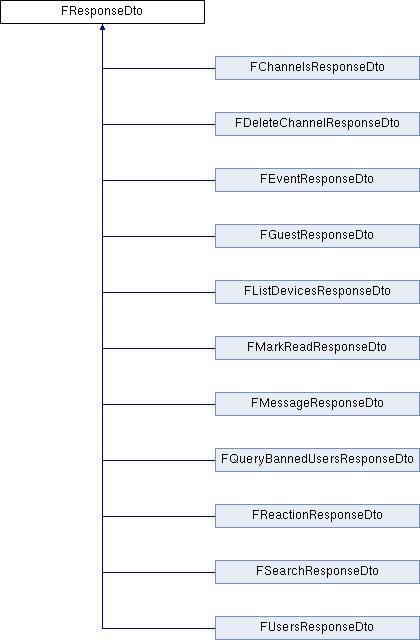 FResponseDto
FChannelsResponseDto
FDeleteChannelResponseDto
FEventResponseDto
FGuestResponseDto
FListDevicesResponseDto
FMarkReadResponseDto
FMessageResponseDto
FQueryBannedUsersResponseDto
FReactionResponseDto
FSearchResponseDto
FUsersResponseDto